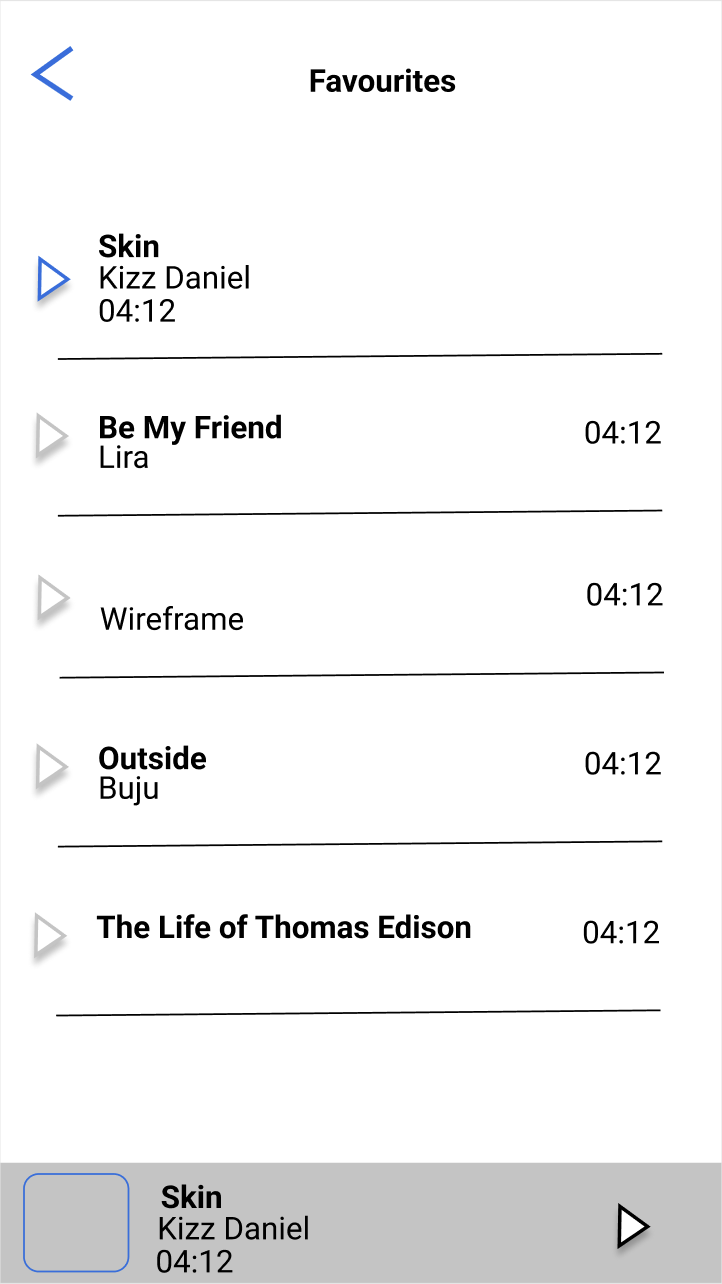 Favourites
Skin
Kizz Daniel
04:12
Be My Friend
Lira
04:12
Wireframe
04:12
Outside
Buju
04:12
The Life of Thomas Edison
04:12
Skin
Kizz Daniel
04:12